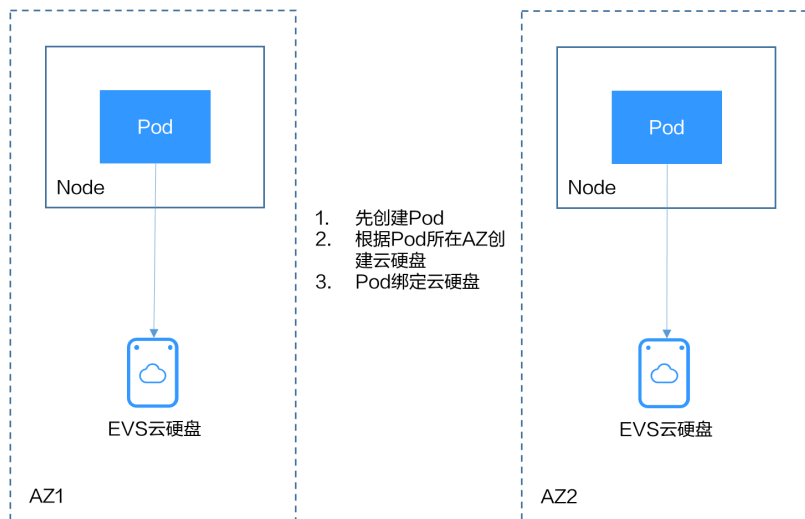 Pod
Node
EVS云硬盘
AZ1
1. 先创建Pod
2. 根据Pod所在AZ创
建云硬盘
3. Pod绑定云硬盘
Pod
Node
EVS云硬盘
AZ2